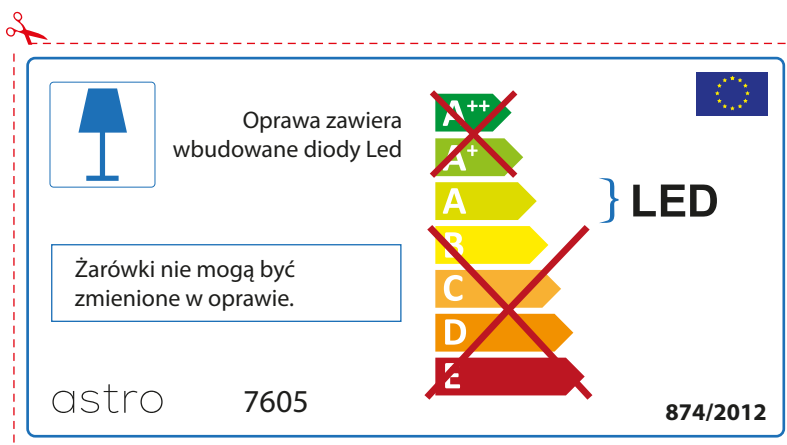 Oprawa zawiera
wbudowane diody Led
A++
A+
A
B
C
D
E
LED
Żarówki nie mogą być
zmienione w oprawie.
astro
7605
874/2012